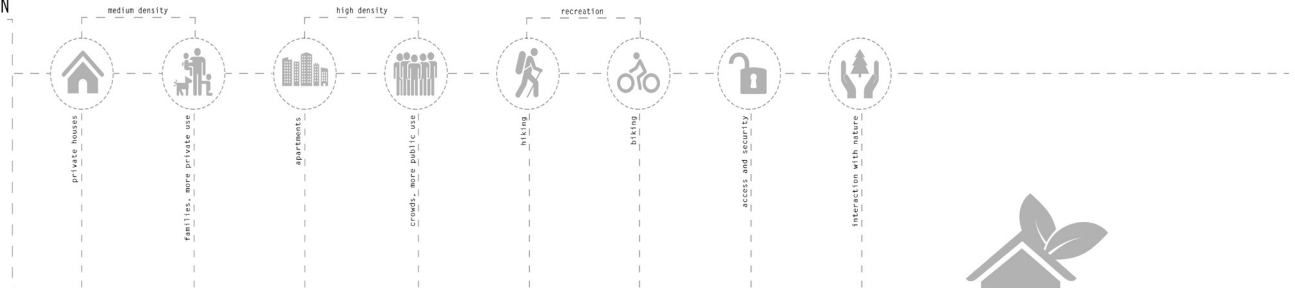 N
medium density
high density
recreation
private houses
families, more private use
apartments
crowds, more public use
hiking
biking
access and security
interaction with nature